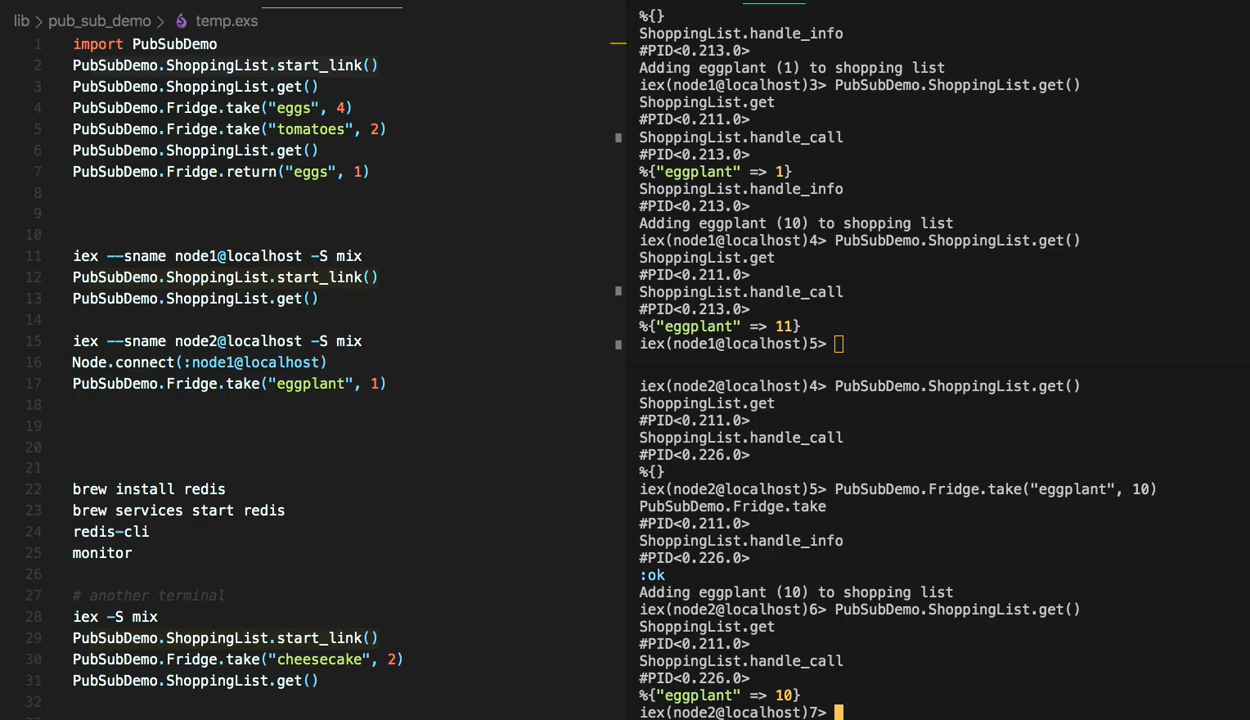 lib > pub_sub_demo > temp.exs
1 import PubSubDemo
2 PubSubDemo.ShoppingList.start_link()
3 PubSubDemo.ShoppingList.get()
4 PubSubDemo.Fridge.take("eggs", 4)
5 PubSubDemo.Fridge.take("tomatoes", 2)
6 PubSubDemo.ShoppingList.get()
7 PubSubDemo.Fridge.return("eggs", 1)
8
9
10
11 iex --sname node1@localhost -S mix
12 PubSubDemo.ShoppingList.start_link()
13 PubSubDemo.ShoppingList.get()
14
15 iex --sname node2@localhost -S mix
16 Node.connect(:node1@localhost)
17 PubSubDemo.Fridge.take("eggplant", 1)
18
19
20
21
22 brew install redis
23 brew services start redis
24 redis-cli
25 monitor
26
27 # another terminal
28 iex -S mix
29 PubSubDemo.ShoppingList.start_link()
30 PubSubDemo.Fridge.take("cheesecake", 2)
31 PubSubDemo.ShoppingList.get()
32
%{}
ShoppingList.handle_info
#PID<0.213.0>
Adding eggplant (1) to shopping list
iex(node1@localhost)3> PubSubDemo.ShoppingList.get()
ShoppingList.get
#PID<0.211.0>
ShoppingList.handle_call
#PID<0.213.0>
%{"eggplant" => 1}
ShoppingList.handle_info
#PID<0.213.0>
Adding eggplant (10) to shopping list
iex(node1@localhost)4> PubSubDemo.ShoppingList.get()
ShoppingList.get
#PID<0.211.0>
ShoppingList.handle_call
#PID<0.213.0>
%{"eggplant" => 11}
iex(node1@localhost)5>
iex(node2@localhost)4> PubSubDemo.ShoppingList.get()
ShoppingList.get
#PID<0.211.0>
ShoppingList.handle_call
#PID<0.226.0>
%{}
iex(node2@localhost)5> PubSubDemo.Fridge.take("eggplant", 10)
PubSubDemo.Fridge.take
#PID<0.211.0>
ShoppingList.handle_info
#PID<0.226.0>
:ok
Adding eggplant (10) to shopping list
iex(node2@localhost)6> PubSubDemo.ShoppingList.get()
ShoppingList.get
#PID<0.211.0>
ShoppingList.handle_call
#PID<0.226.0>
%{"eggplant" => 10}
iex(node2@localhost)7>